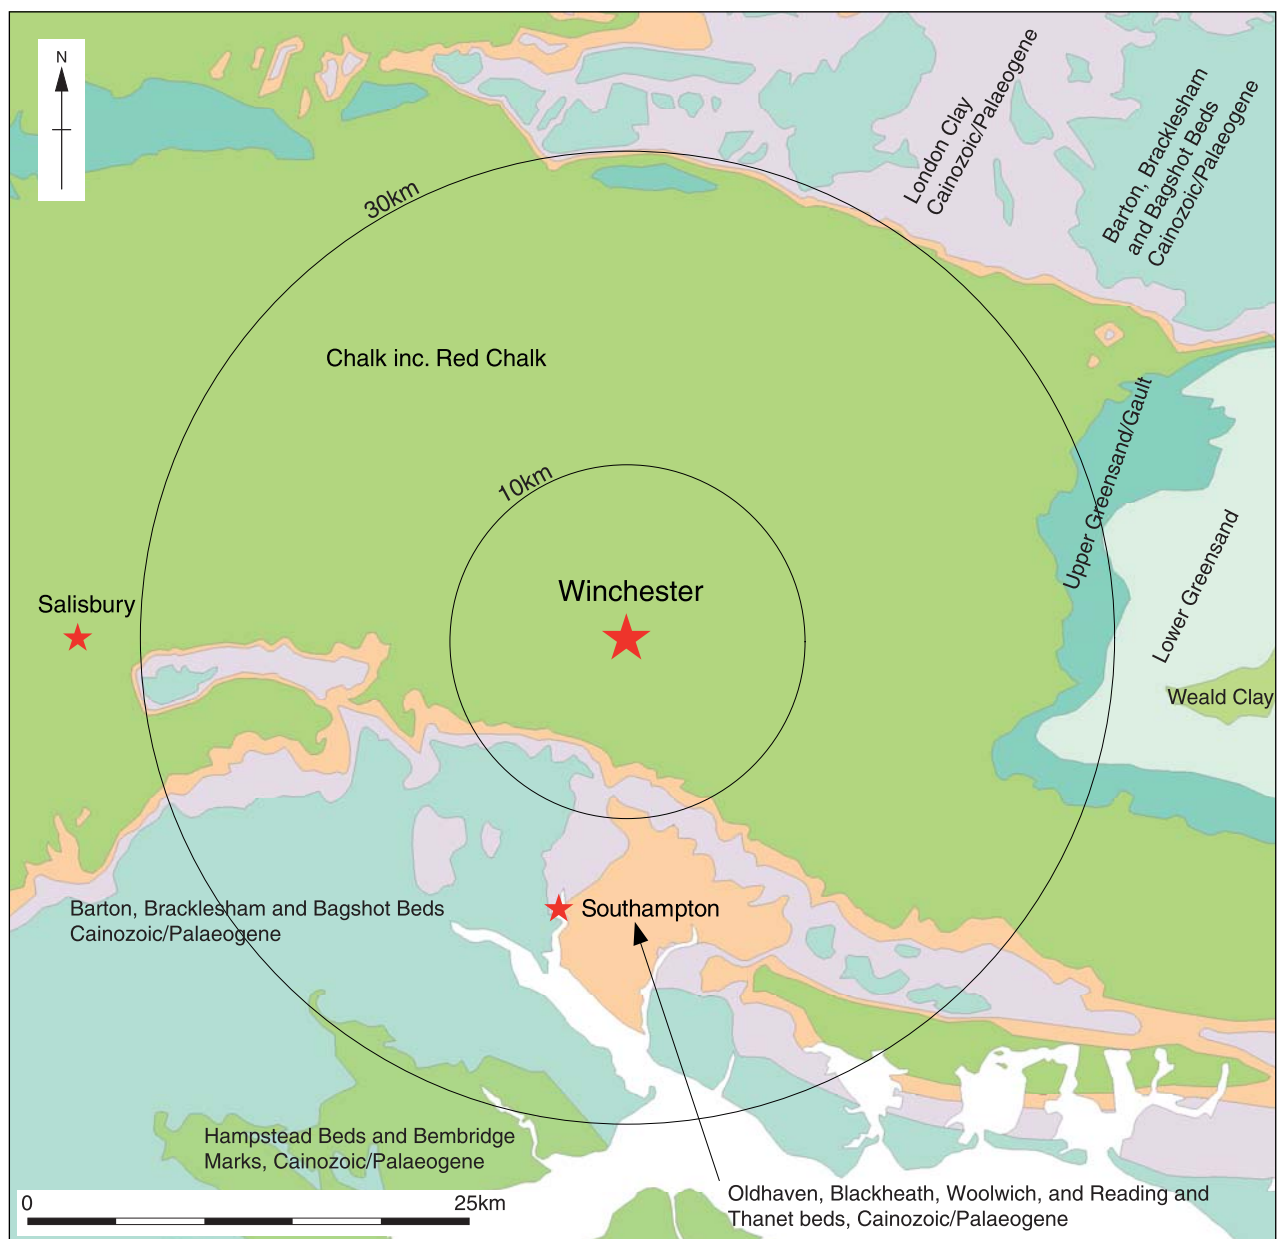 N
London Clay
Cainozoic/Palaeogene
Barton, Bracklesham
and Bagshot Beds
Cainozoic/Palaeogene
30km
Chalk inc. Red Chalk
Upper Greensand/Gault
10km
Lower Greensand
Winchester
Salisbury
Weald Clay
Barton, Bracklesham and Bagshot Beds
Cainozoic/Palaeogene
Southampton
Hampstead Beds and Bembridge
Marks, Cainozoic/Palaeogene
Oldhaven, Blackheath, Woolwich, and Reading and
Thanet beds, Cainozoic/Palaeogene
0 25km